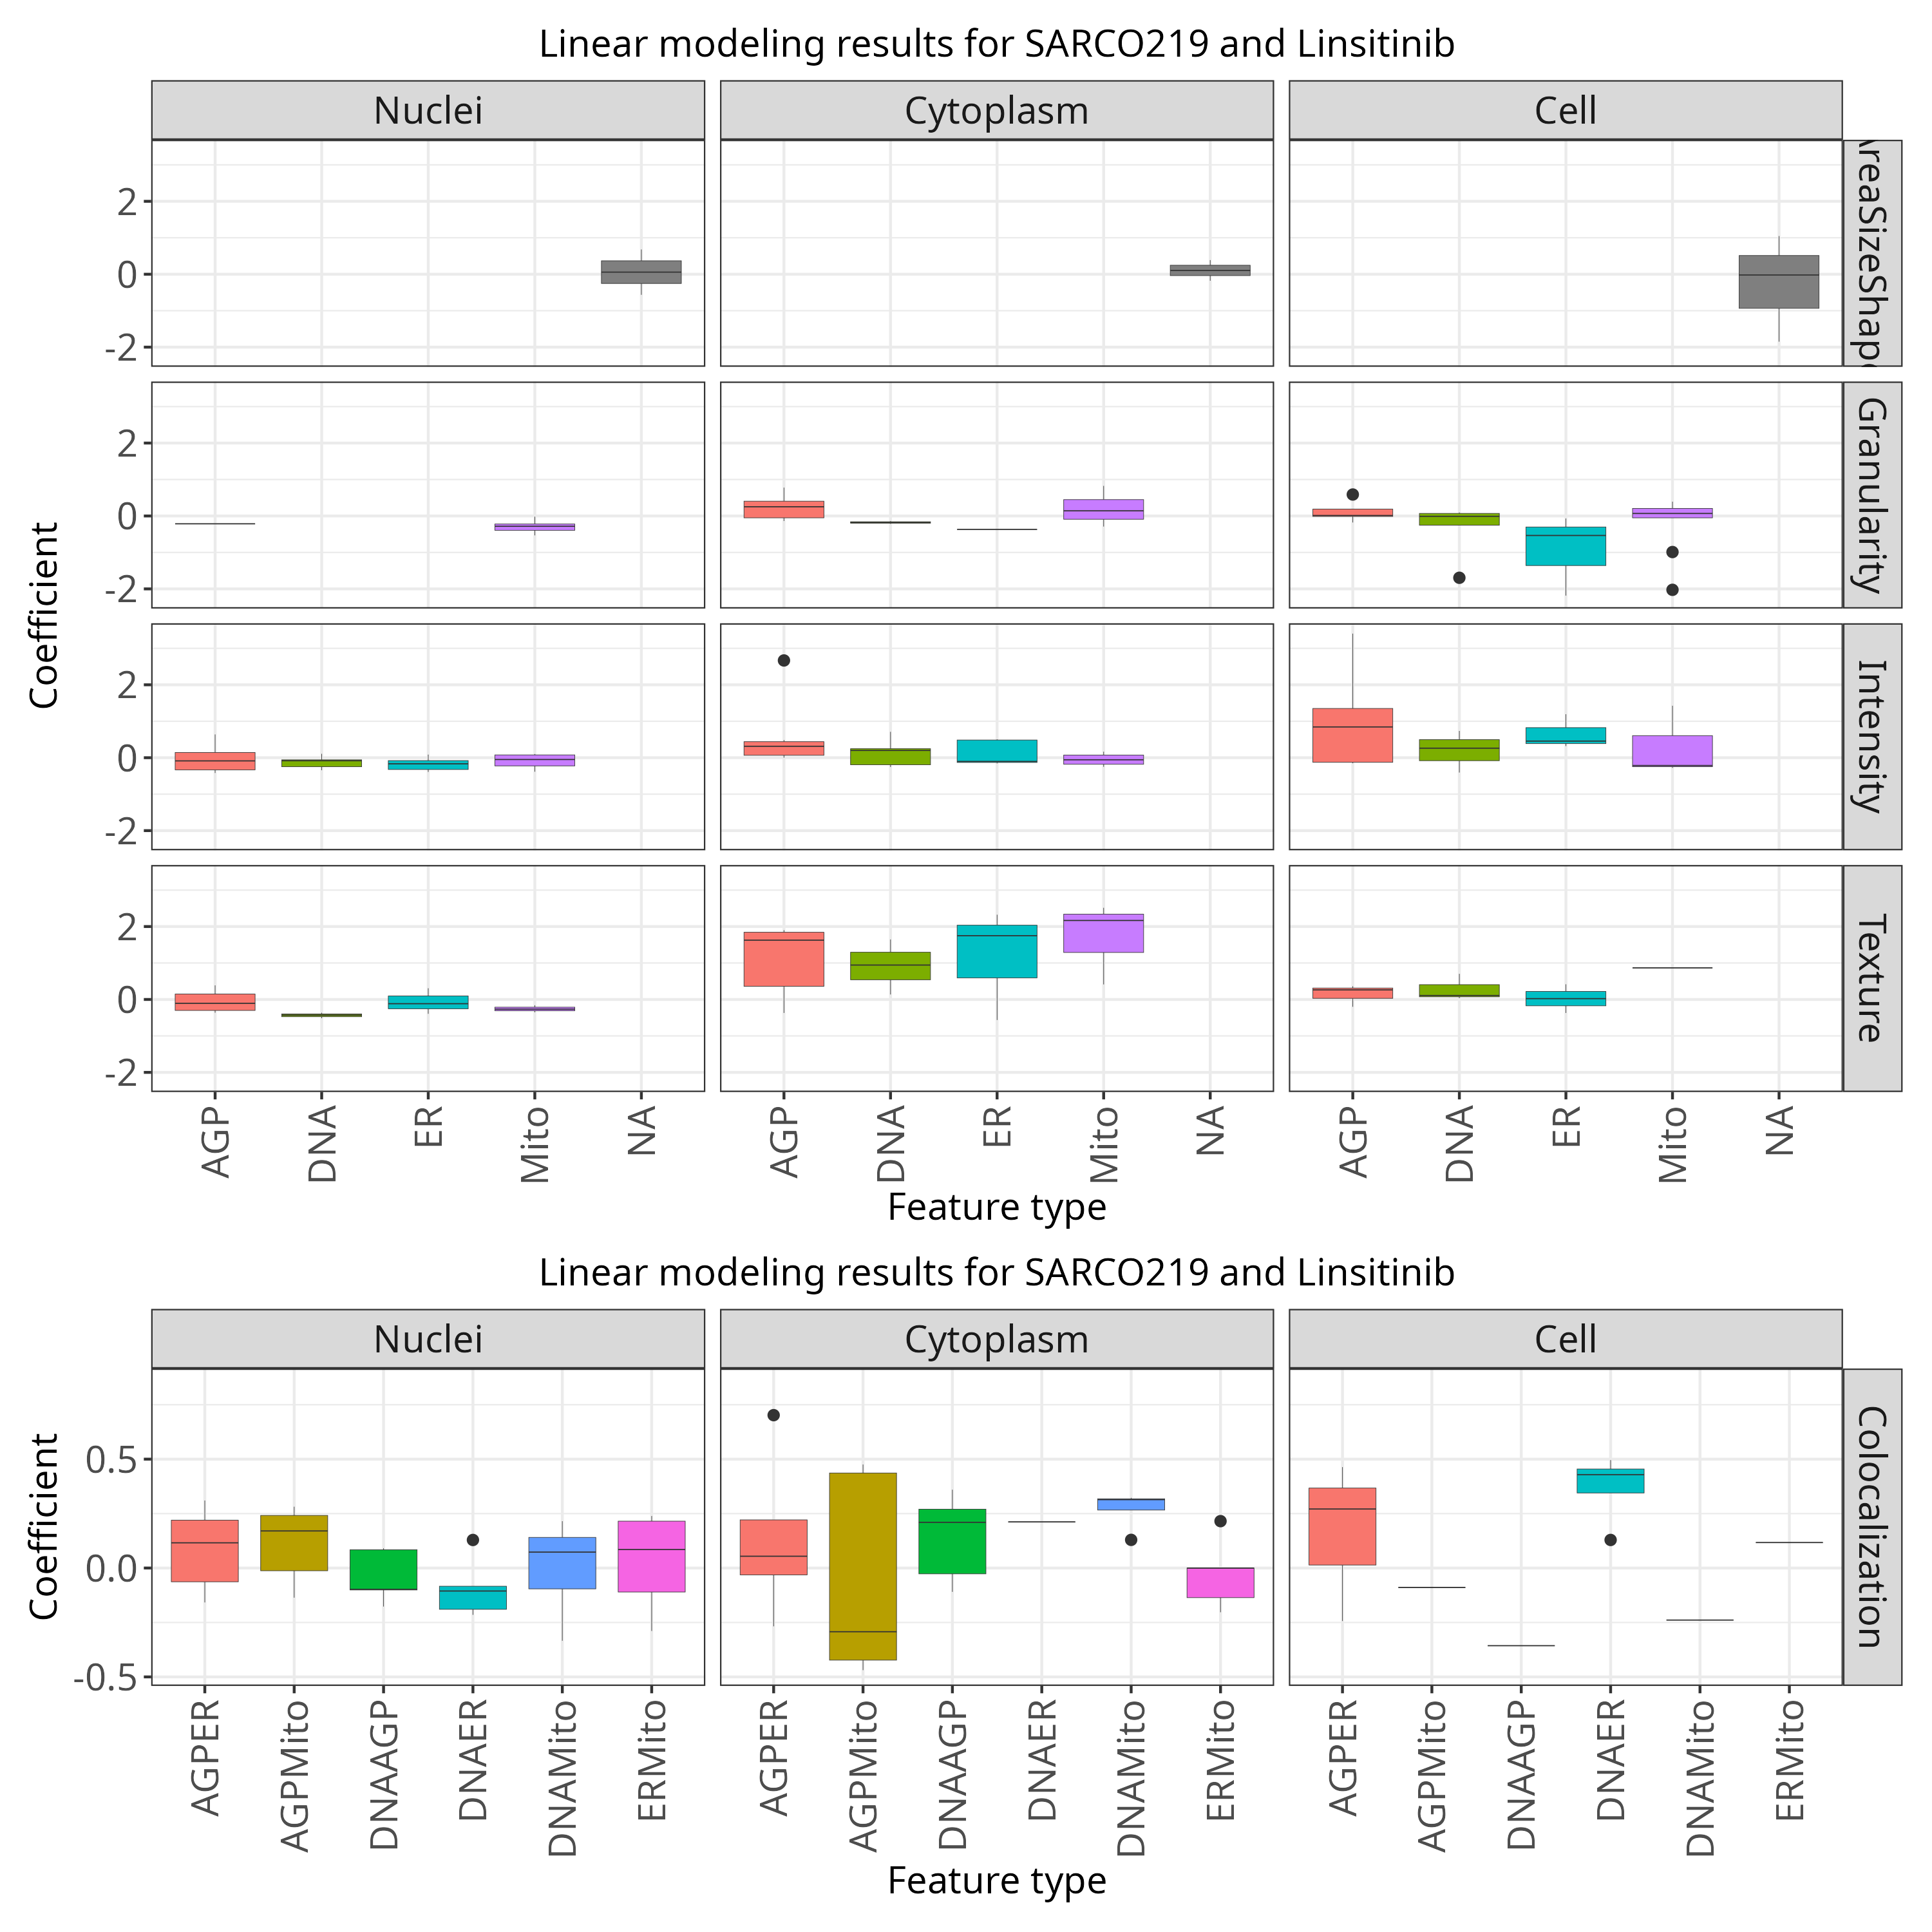 Linear modeling results for SARCO219 and Linsitinib
Nuclei Cytoplasm Cell
2
0
-2
reaSizeShap
2
0
-2
Granularity
2
0
-2
Intensity
2
0
-2
Texture
Coefficient
AGP DNA ER Mito NA AGP DNA ER Mito NA AGP DNA ER Mito NA
Feature type
Linear modeling results for SARCO219 and Linsitinib
Nuclei Cytoplasm Cell
0.5
0.0
-0.5
Colocalization
Coefficient
AGPER AGPMito DNAAGP DNAER DNAMito ERMito AGPER AGPMito DNAAGP DNAER DNAMito ERMito AGPER AGPMito DNAAGP DNAER DNAMito ERMito
Feature type